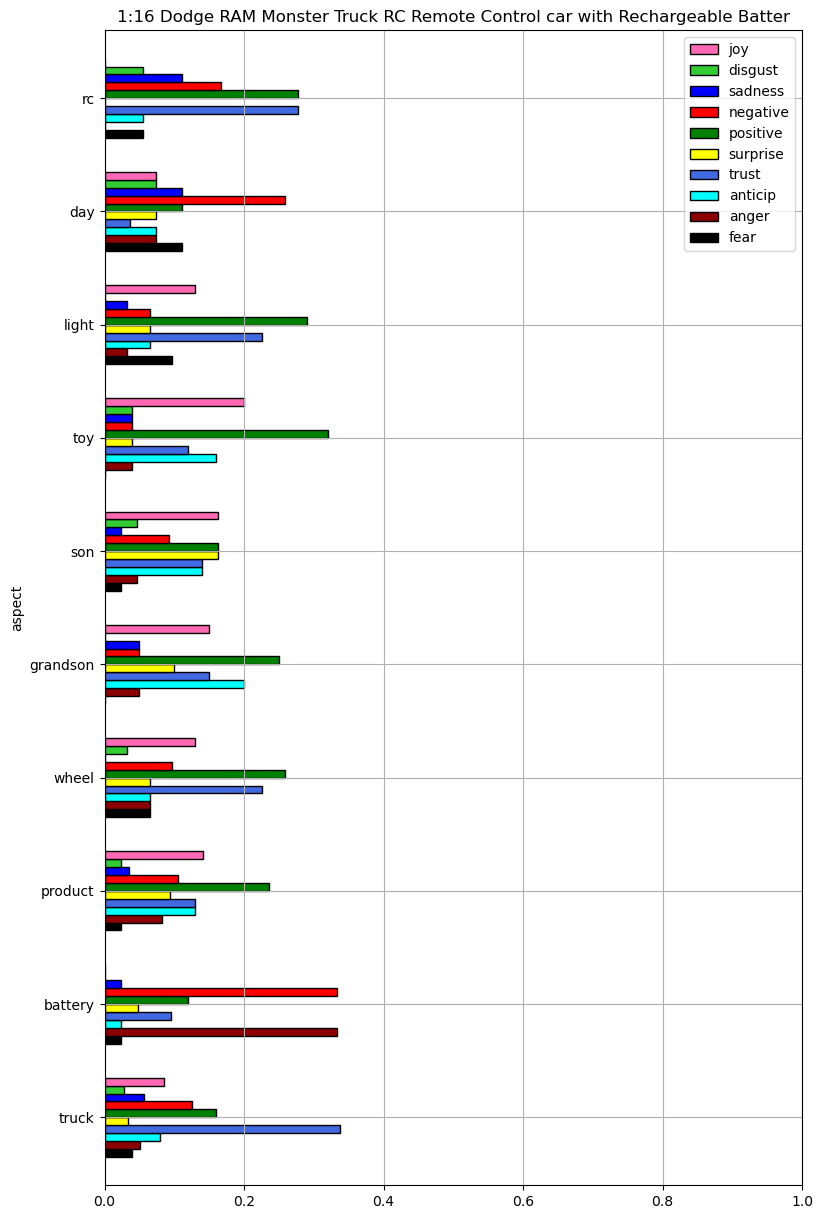 1:16 Dodge RAM Monster Truck RC Remote Control car with Rechargeable Batter
joy
disgust
sadness
negative
positive
surprise
trust
anticip
anger
fear
rc
day
light
toy
son
grandson
wheel
product
battery
truck
aspect
0.0 0.2 0.4 0.6 0.8 1.0